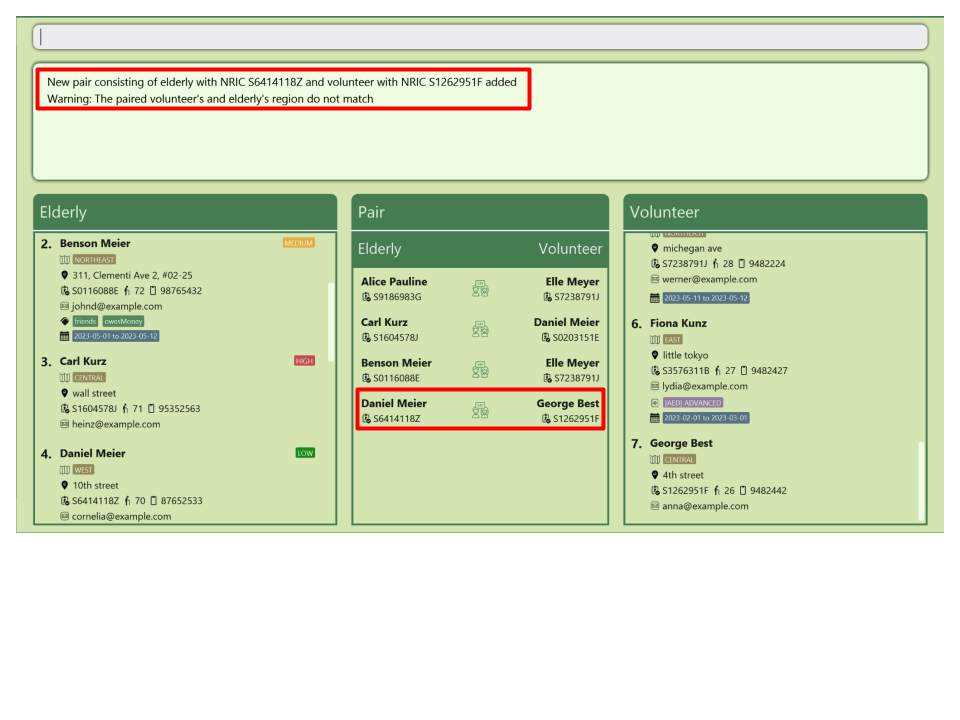 New pair consisting of elderly with NRIC S6414118Z and volunteer with NRIC S1262951F added
Warning: The paired volunteer's and elderly's region do not match
Elderly
2. Benson Meier MEDIUM
NORTHEAST
311, Clementi Ave 2, #02-25
S0116088E 72 98765432
johnd@example.com
friends owesMoney
2023-05-01 to 2023-05-12
3. Carl Kurz HIGH
CENTRAL
wall street
S1604578J 71 95352563
heinz@example.com
4. Daniel Meier LOW
WEST
10th street
S6414118Z 70 87652533
cornelia@example.com
Pair
Elderly Volunteer
Alice Pauline Elle Meyer
S9186983G S7238791J
Carl Kurz Daniel Meier
S1604578J S0203151E
Benson Meier Elle Meyer
S0116088E S7238791J
Daniel Meier George Best
S6414118Z S1262951F
Volunteer
NORTHEAST
michegan ave
S7238791J 28 9482224
werner@example.com
2023-05-11 to 2023-05-12
6. Fiona Kunz
EAST
little tokyo
S3576311B 27 9482427
lydia@example.com
[AED] ADVANCED
2023-02-01 to 2023-03-01
7. George Best
CENTRAL
4th street
S1262951F 26 9482442
anna@example.com